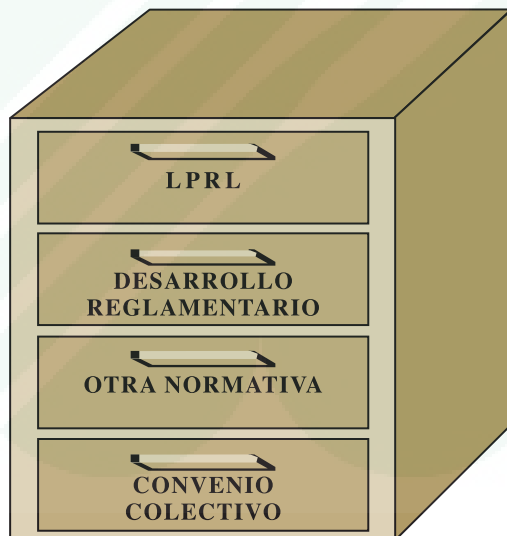 LPRL
DESARROLLO
REGLAMENTARIO
OTRA NORMATIVA
CONVENIO
COLECTIVO